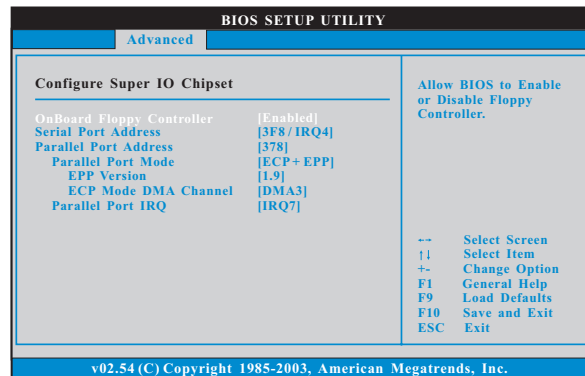 BIOS SETUP UTILITY
Advanced
Configure Super IO Chipset
OnBoard Floppy Controller [Enabled]
Serial Port Address [3F8 / IRQ4]
Parallel Port Address [378]
Parallel Port Mode [ECP + EPP]
EPP Version [1.9]
ECP Mode DMA Channel [DMA3]
Parallel Port IRQ [IRQ7]
Allow BIOS to Enable
or Disable Floppy
Controller.
←→ Select Screen
↑↓ Select Item
+- Change Option
F1 General Help
F9 Load Defaults
F10 Save and Exit
ESC Exit
v02.54 (C) Copyright 1985-2003, American Megatrends, Inc.